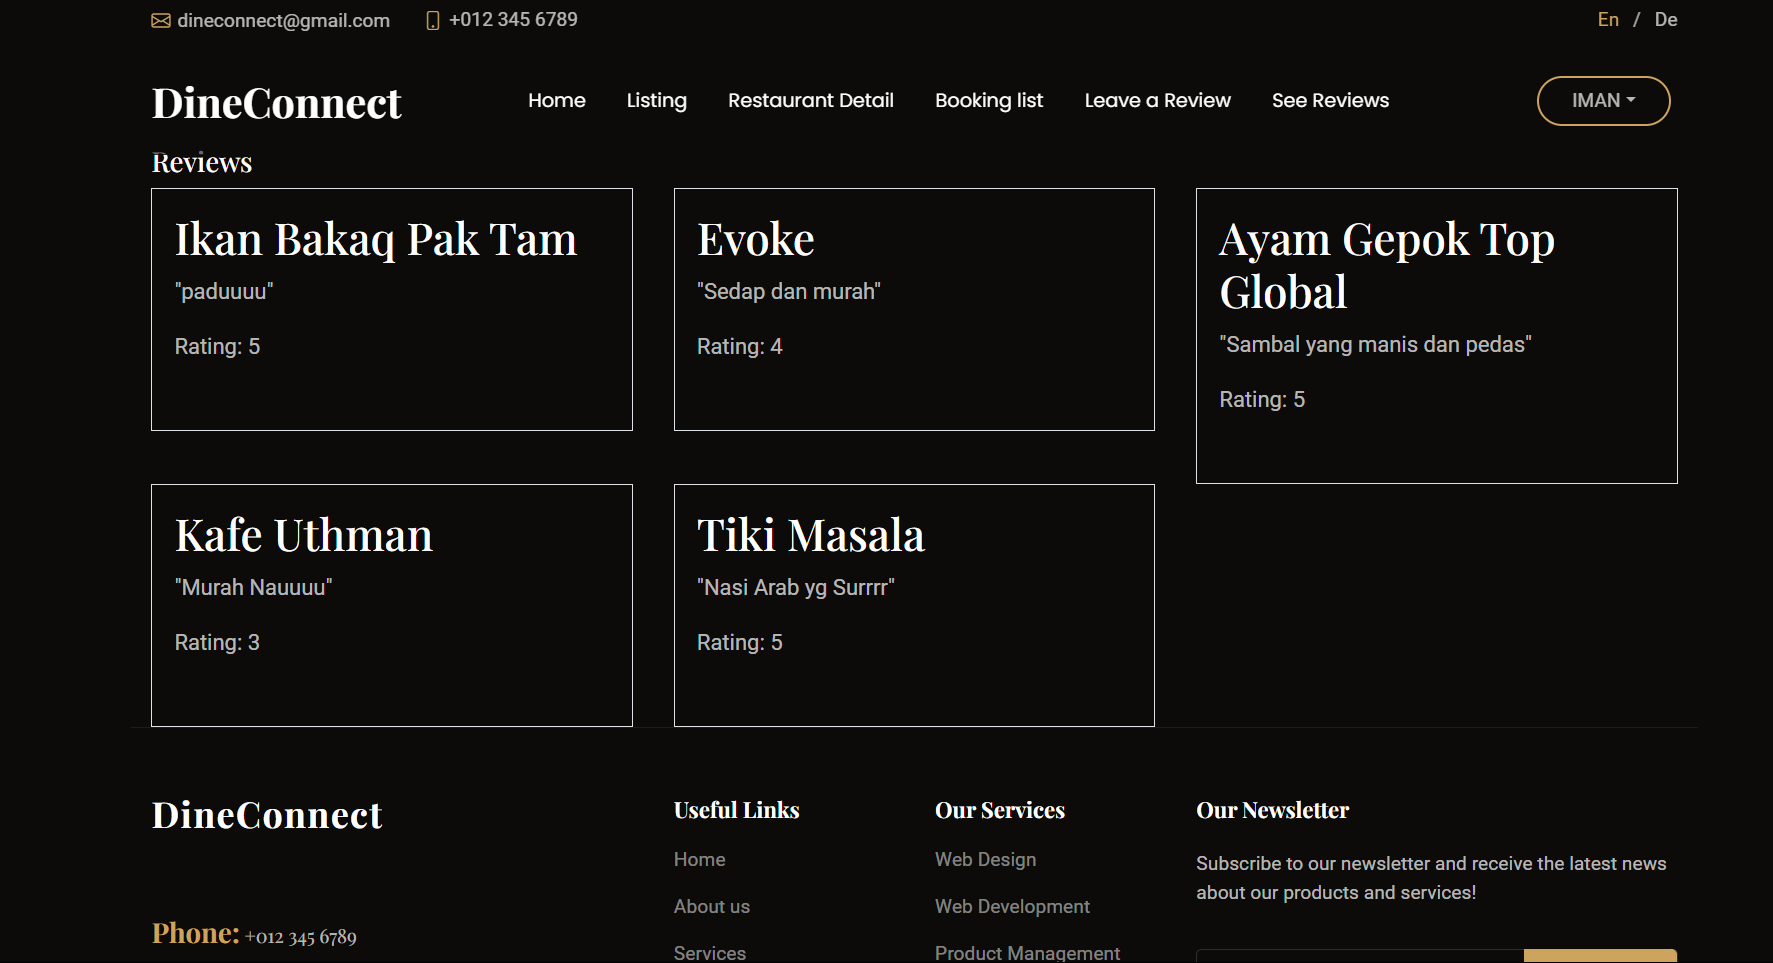 dineconnect@gmail.com
+012 345 6789
En / De
DineConnect
Home
Listing
Restaurant Detail
Booking list
Leave a Review
See Reviews
IMAN
Reviews
Ikan Bakaq Pak Tam
"paduuuu"
Rating: 5
Evoke
"Sedap dan murah"
Rating: 4
Ayam Gepok Top
Global
"Sambal yang manis dan pedas"
Rating: 5
Kafe Uthman
"Murah Nauuuu"
Rating: 3
Tiki Masala
"Nasi Arab yg Surrrr"
Rating: 5
DineConnect
Phone: +012 345 6789
Useful Links
Home
About us
Services
Our Services
Web Design
Web Development
Product Management
Our Newsletter
Subscribe to our newsletter and receive the latest news
about our products and services!